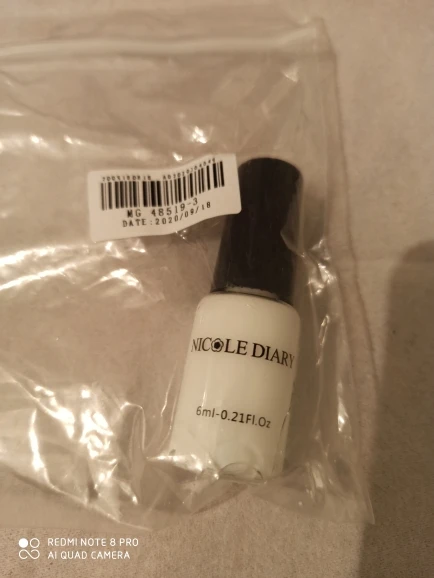 MG 48519-3
DATE:2020/09/18
NICOLE DIARY
6ml-0.21Fl.Oz
REDMI NOTE 8 PRO
AI QUAD CAMERA